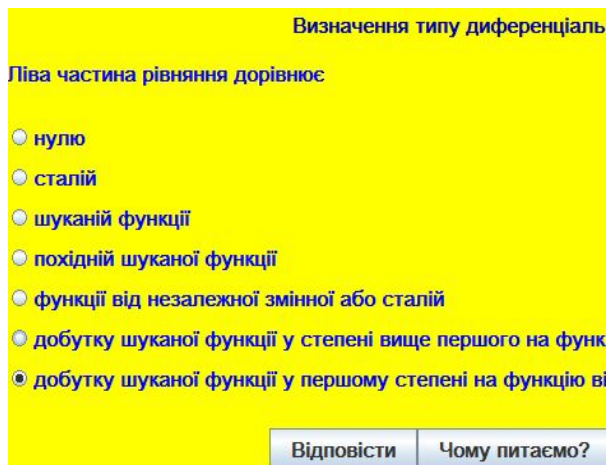 Визначення типу диференціаль
Ліва частина рівняння дорівнює
нулю
сталій
шуканій функції
похідній шуканої функції
функції від незалежної змінної або сталій
добутку шуканої функції у степені вище першого на функ
добутку шуканої функції у першому степені на функцію ві
Відповісти Чому питаємо?